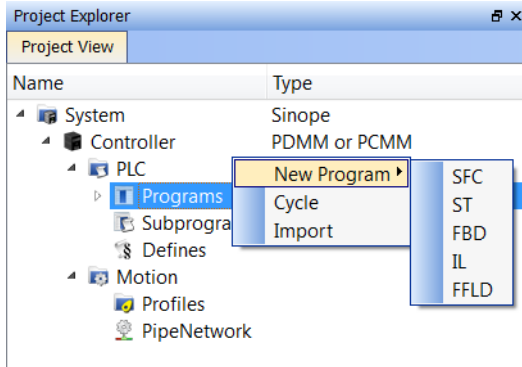 Project Explorer
Project View
Name Type
System Sinope
Controller PDMM or PCMM
PLC
Programs New Program SFC
Cycle ST
Subprogra Import FBD
Defines IL
Motion FFLD
Profiles
PipeNetwork